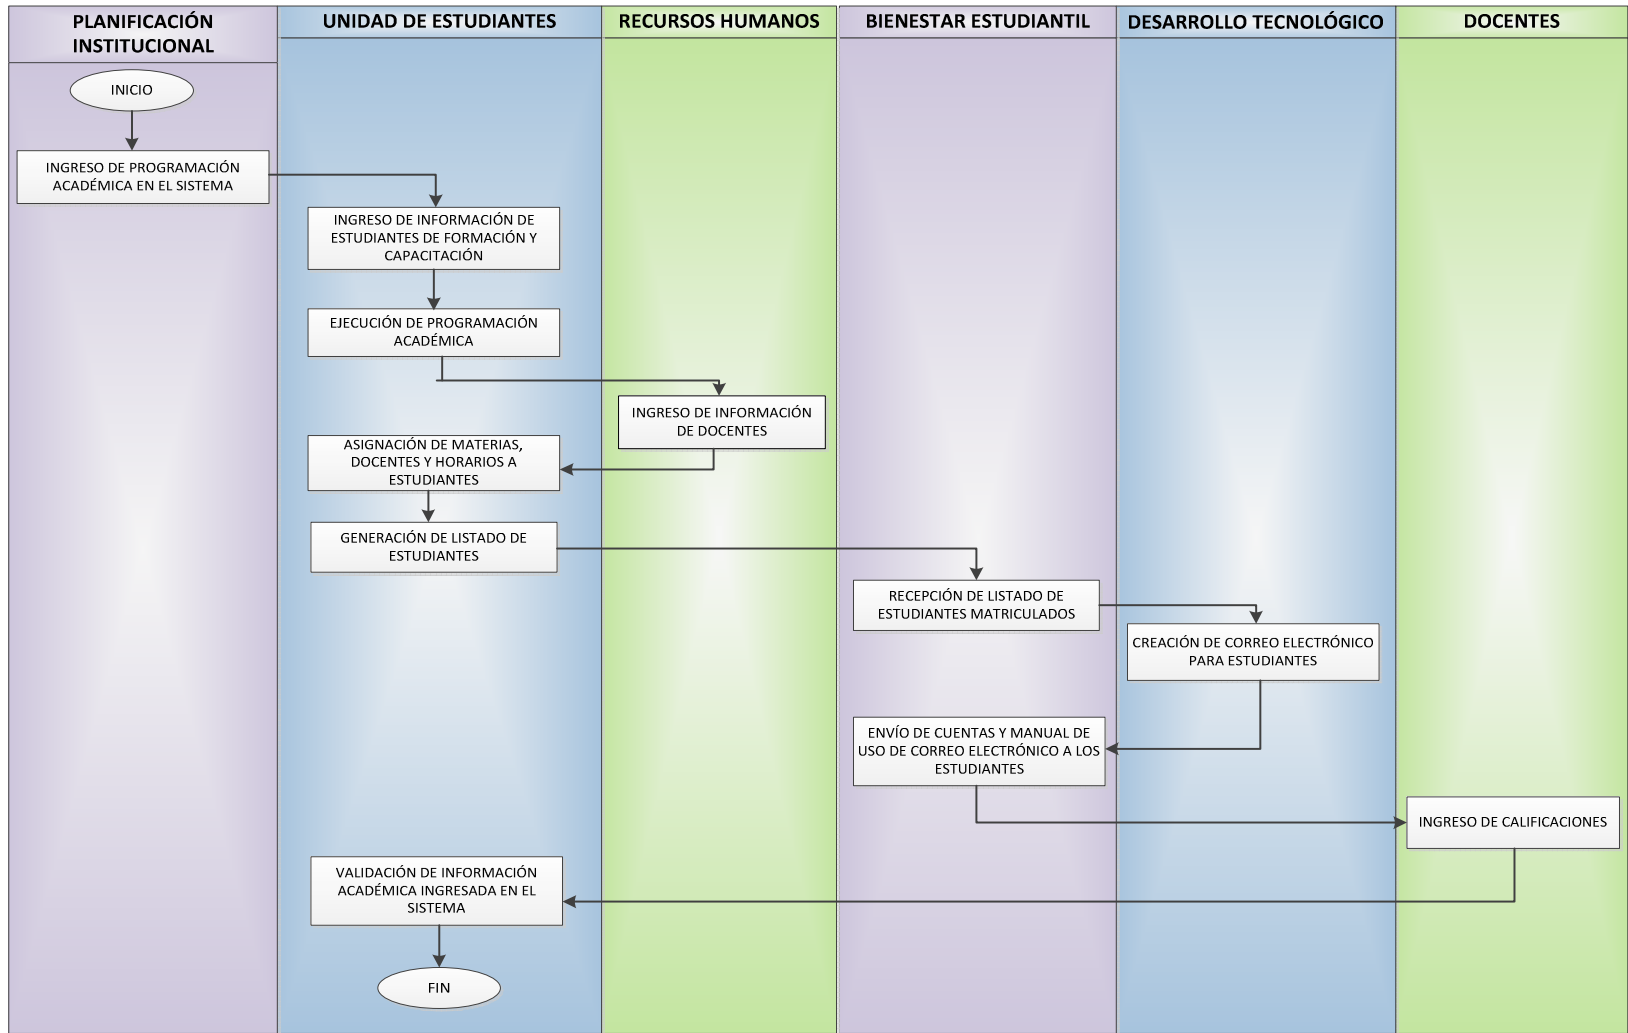 PLANIFICACIÓN
INSTITUCIONAL
UNIDAD DE ESTUDIANTES
RECURSOS HUMANOS
BIENESTAR ESTUDIANTIL
DESARROLLO TECNOLÓGICO
DOCENTES
INICIO
INGRESO DE PROGRAMACIÓN
ACADÉMICA EN EL SISTEMA
INGRESO DE INFORMACIÓN DE
ESTUDIANTES DE FORMACIÓN Y
CAPACITACIÓN
EJECUCIÓN DE PROGRAMACIÓN
ACADÉMICA
INGRESO DE INFORMACIÓN
DE DOCENTES
ASIGNACIÓN DE MATERIAS,
DOCENTES Y HORARIOS A
ESTUDIANTES
GENERACIÓN DE LISTADO DE
ESTUDIANTES
RECEPCIÓN DE LISTADO DE
ESTUDIANTES MATRICULADOS
CREACIÓN DE CORREO ELECTRÓNICO
PARA ESTUDIANTES
ENVÍO DE CUENTAS Y MANUAL DE
USO DE CORREO ELECTRÓNICO A LOS
ESTUDIANTES
INGRESO DE CALIFICACIONES
VALIDACIÓN DE INFORMACIÓN
ACADÉMICA INGRESADA EN EL
SISTEMA
FIN